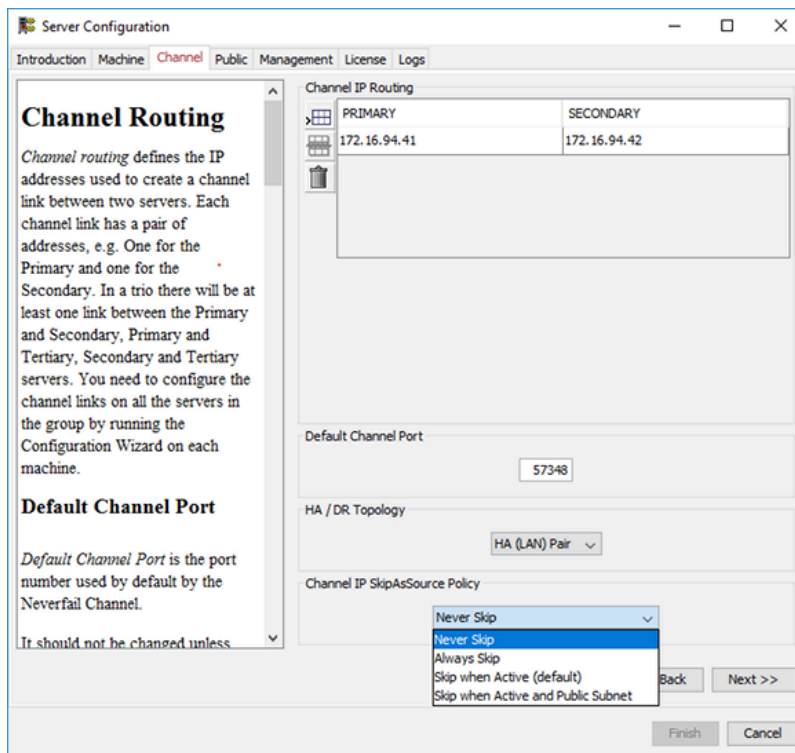 Server Configuration
Introduction Machine Channel Public Management License Logs
Channel Routing
Channel routing defines the IP
addresses used to create a channel
link between two servers. Each
channel link has a pair of
addresses, e.g. One for the
Primary and one for the
Secondary. In a trio there will be at
least one link between the Primary
and Secondary, Primary and
Tertiary, Secondary and Tertiary
servers. You need to configure the
channel links on all the servers in
the group by running the
Configuration Wizard on each
machine.
Default Channel Port
Default Channel Port is the port
number used by default by the
Neverfail Channel.
It should not be changed unless
Channel IP Routing
PRIMARY SECONDARY
172.16.94.41 172.16.94.42
Default Channel Port
57348
HA / DR Topology
HA (LAN) Pair
Channel IP SkipAsSource Policy
Never Skip
Never Skip
Always Skip
Skip when Active (default)
Skip when Active and Public Subnet
Back Next >>
Finish Cancel